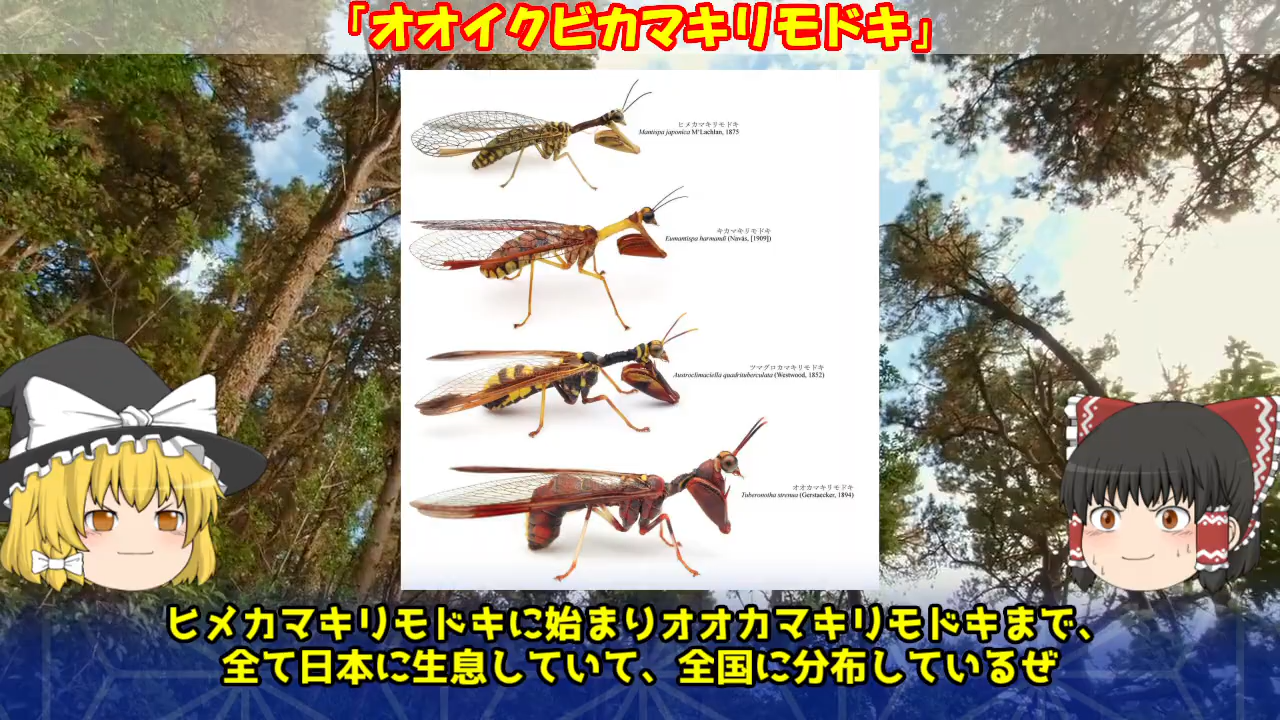 「オオイクビカマキリモドキ」
ヒメカマキリモドキ
Mantispa japonica McLachlan, 1875
キカマキリモドキ
Eumantispa harmandi (Navás, [1909])
ツマグロカマキリモドキ
Austroclimaciella quadrituberculata (Westwood, 1852)
オオカマキリモドキ
Tuberonotha strenua (Gerstaecker, 1894)
ヒメカマキリモドキに始まりオオカマキリモドキまで、
全て日本に生息していて、全国に分布しているぜ